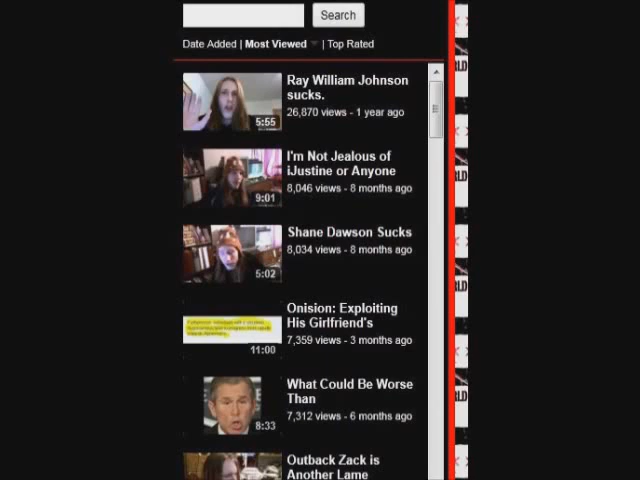 Search
Date Added | Most Viewed | Top Rated
Ray William Johnson
sucks.
26,870 views - 1 year ago
5:55
I'm Not Jealous of
iJustine or Anyone
8,046 views - 8 months ago
9:01
Shane Dawson Sucks
8,034 views - 8 months ago
5:02
Onision: Exploiting
His Girlfriend's
7,359 views - 3 months ago
11:00
What Could Be Worse
Than
7,312 views - 6 months ago
8:33
Outback Zack is
Another Lame